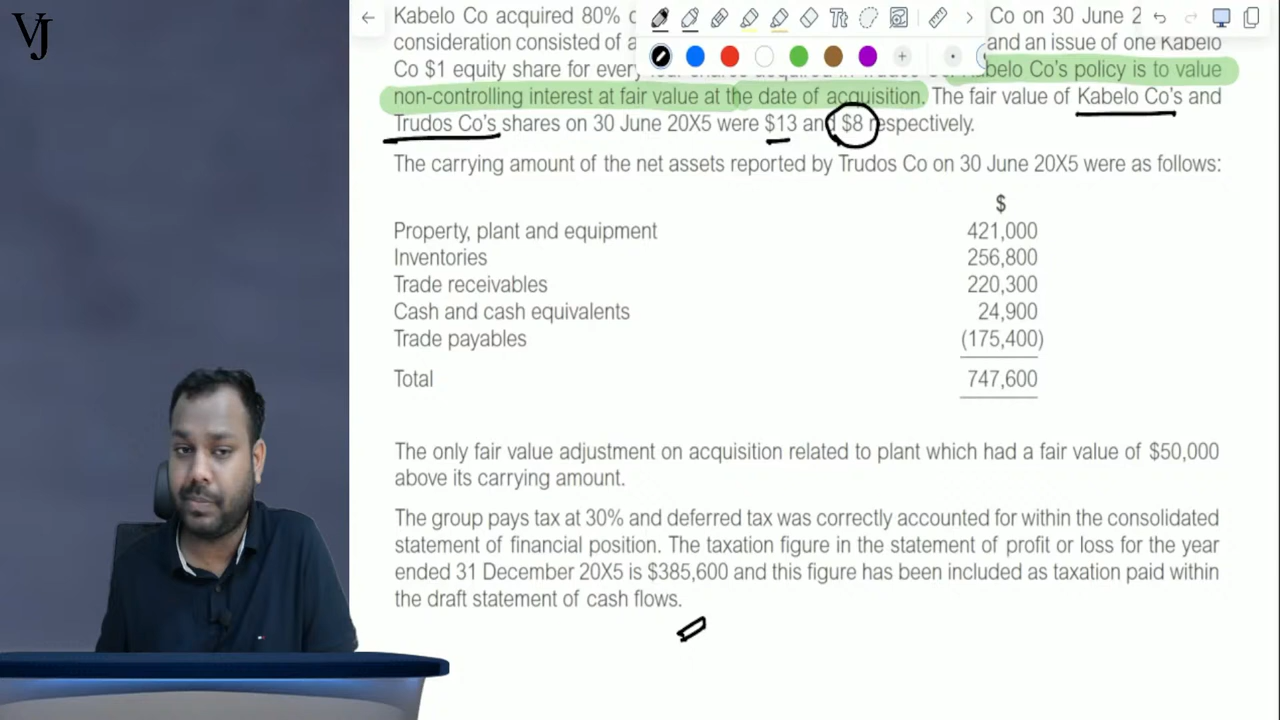 VJ
Kabelo Co acquired 80% Co on 30 June 2
consideration consisted of a and an issue of one Kabelo
Co $1 equity share for every Co's policy is to value
non-controlling interest at fair value at the date of acquisition. The fair value of Kabelo Co's and
Trudos Co's shares on 30 June 20X5 were $13 and $8 respectively.
The carrying amount of the net assets reported by Trudos Co on 30 June 20X5 were as follows:
$
Property, plant and equipment 421,000
Inventories 256,800
Trade receivables 220,300
Cash and cash equivalents 24,900
Trade payables (175,400)
Total 747,600
The only fair value adjustment on acquisition related to plant which had a fair value of $50,000
above its carrying amount.
The group pays tax at 30% and deferred tax was correctly accounted for within the consolidated
statement of financial position. The taxation figure in the statement of profit or loss for the year
ended 31 December 20X5 is $385,600 and this figure has been included as taxation paid within
the draft statement of cash flows.